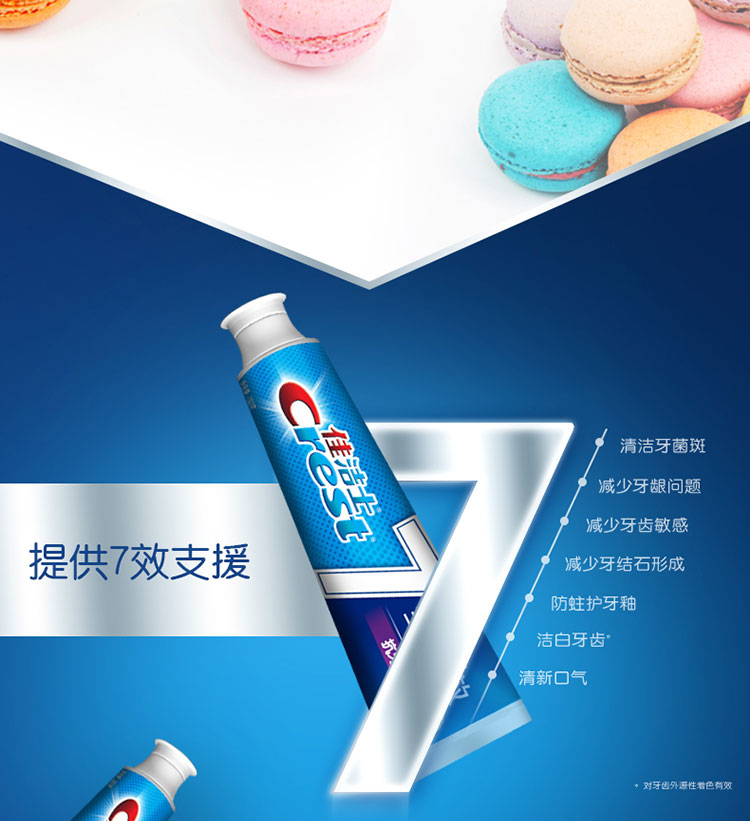 佳洁士
Crest
7
清洁牙菌斑
减少牙龈问题
减少牙齿敏感
减少牙结石形成
防蛀护牙釉
洁白牙齿*
清新口气
提供7效支援
抗
* 对牙齿外源性着色有效